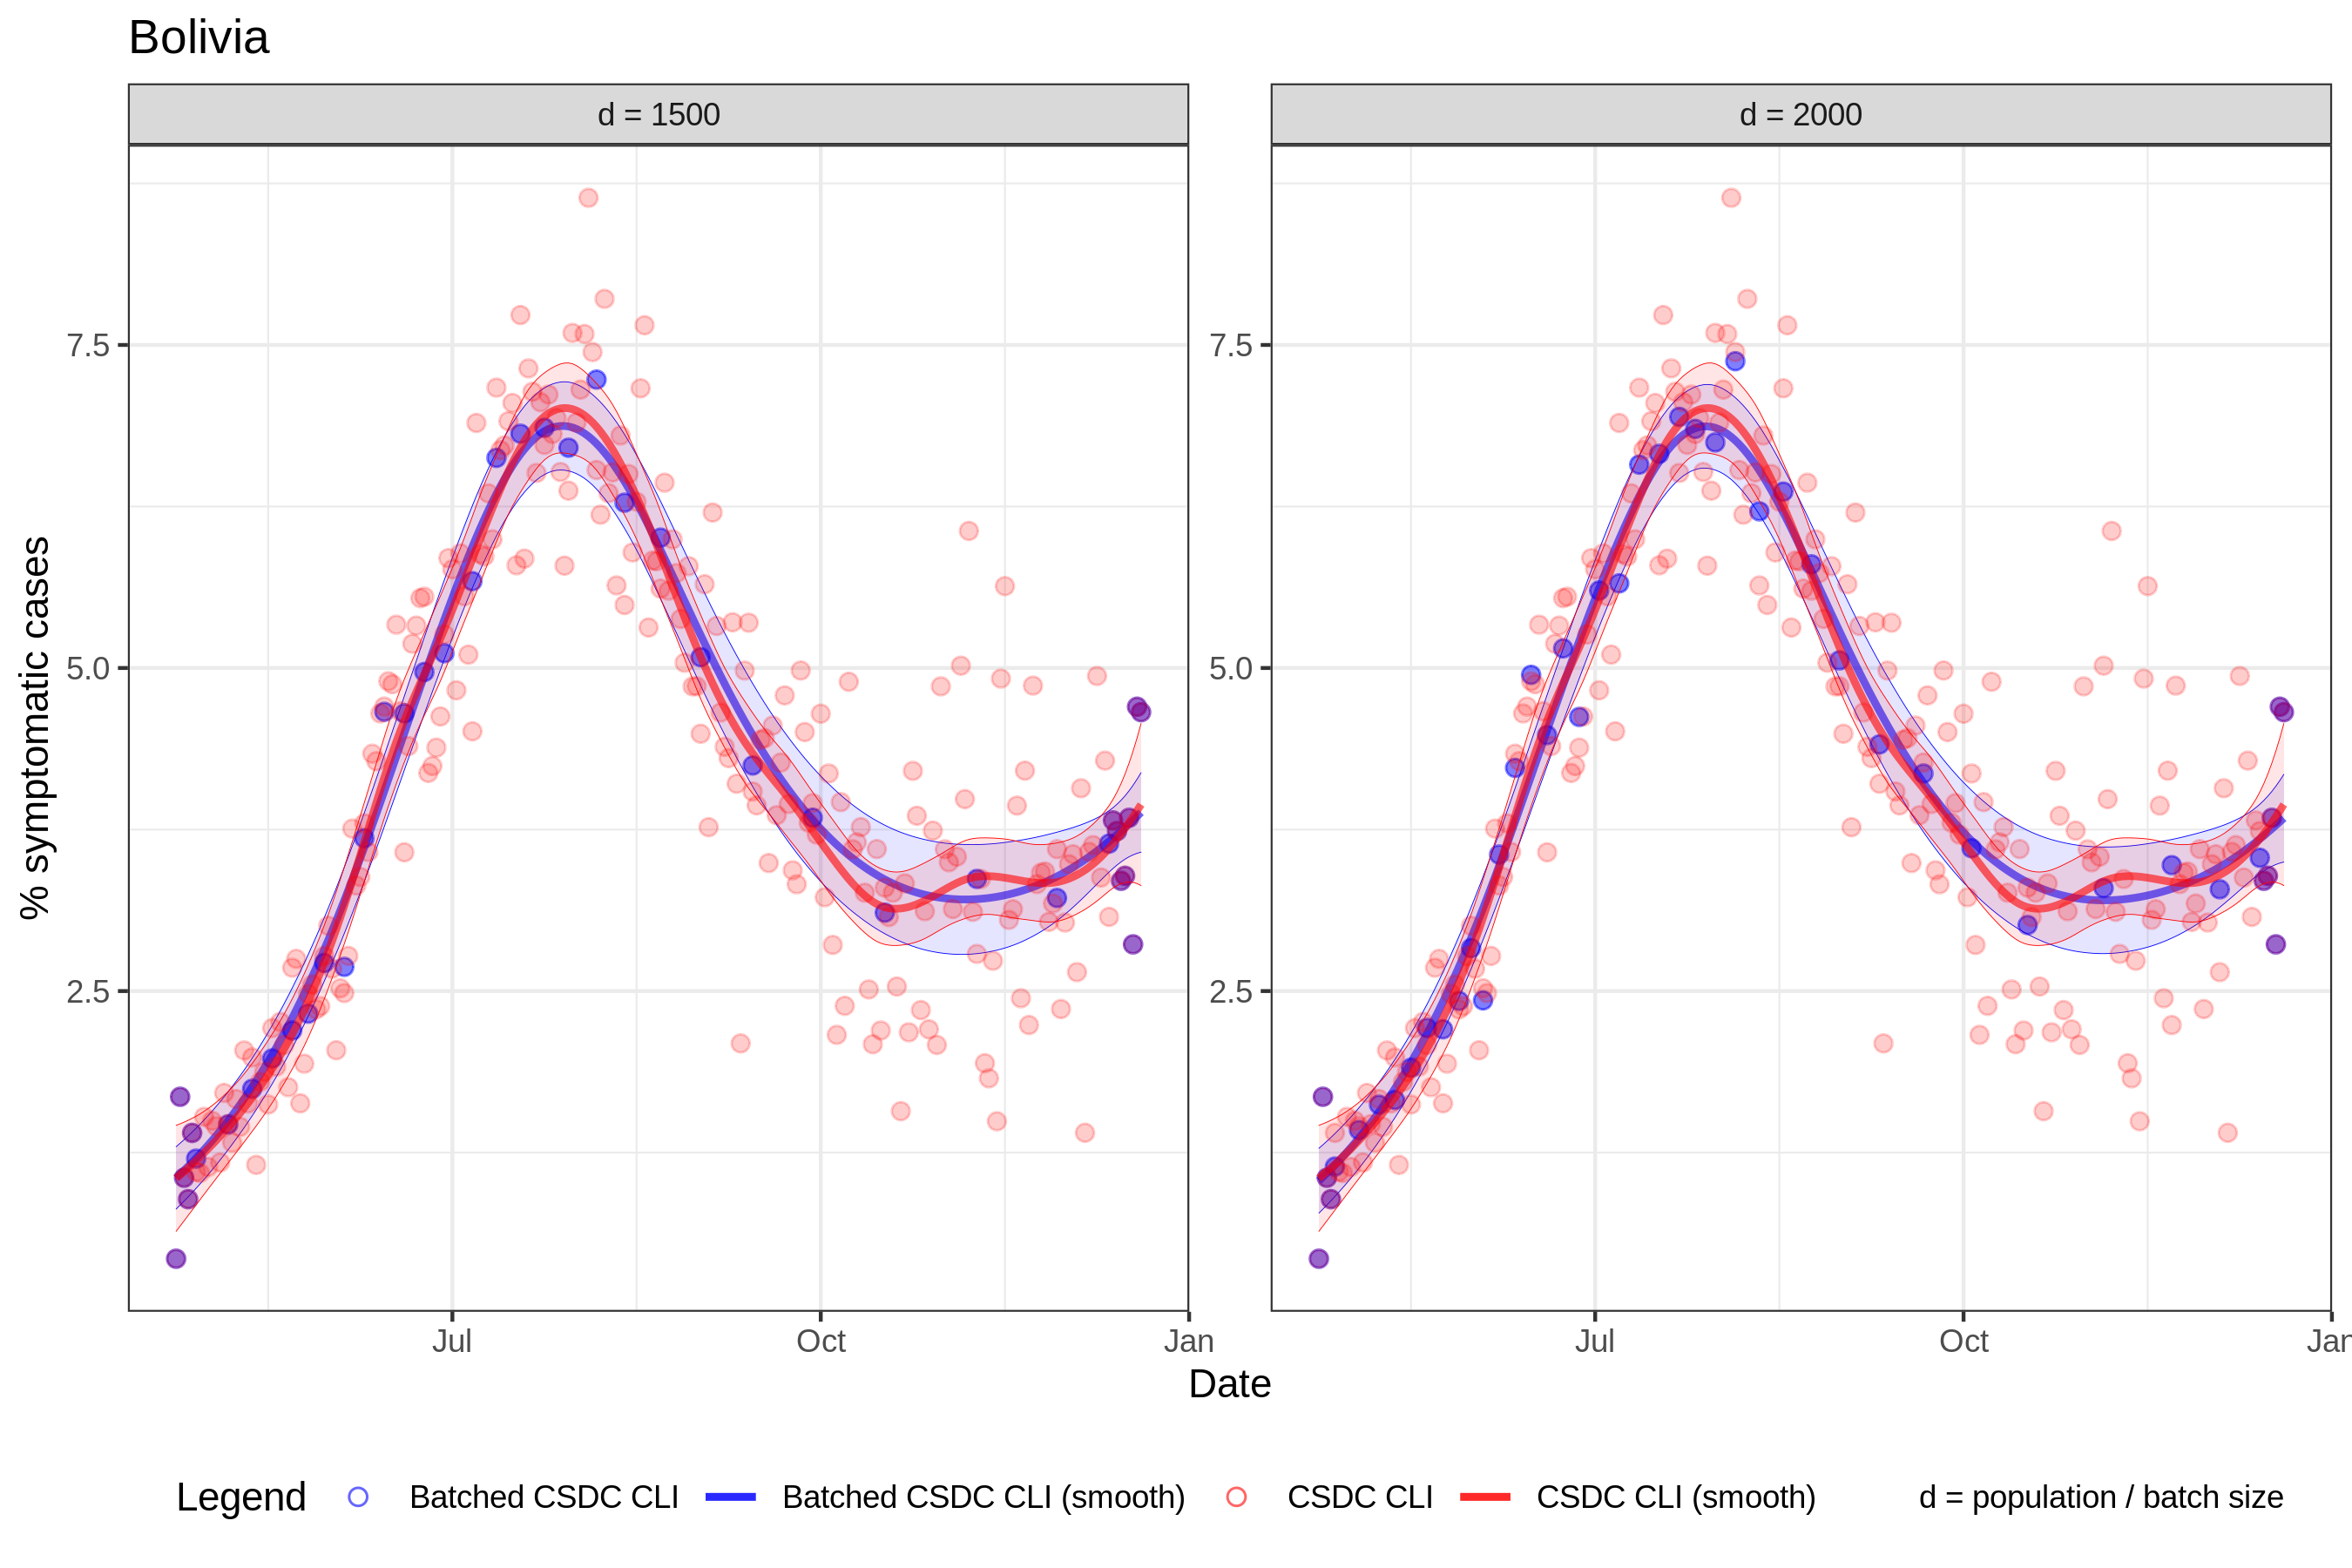 Bolivia
d = 1500
d = 2000
% symptomatic cases
7.5
5.0
2.5
7.5
5.0
2.5
Jul
Oct
Jan
Jul
Oct
Jan
Date
Legend
Batched CSDC CLI
Batched CSDC CLI (smooth)
CSDC CLI
CSDC CLI (smooth)
d = population / batch size